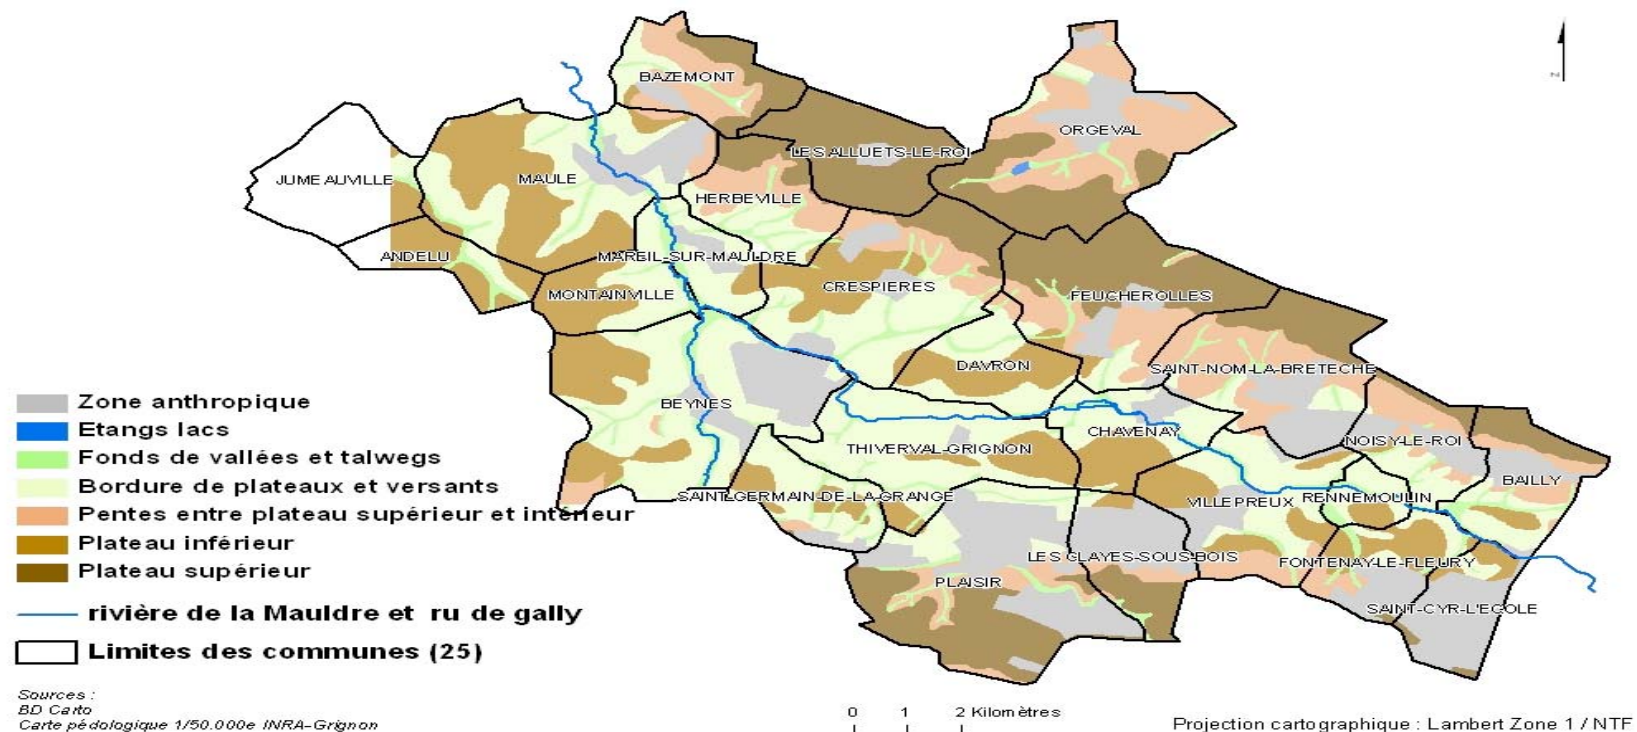 BAZEMONT
ORGEVAL
LES ALLUETS-LE-ROI
JUMEAUVILLE
MAULE
HERBEVILLE
ANDELU
MAREIL-SUR-MAULDRE
MONTAINVILLE
CRESPIERES
FEUCHEROLLES
DAVRON
SAINT-NOM-LA-BRETECHE
BEYNES
THIVERVAL-GRIGNON
CHAVENAY
NOISY-LE-ROI
BAILLY
SAINT-GERMAIN-DE-LA-GRANGE
VILLEPREUX
RENNEMOULIN
LES CLAYES-SOUS-BOIS
FONTENAY-LE-FLEURY
PLAISIR
SAINT-CYR-L'ECOLE
N
Zone anthropique
Etangs lacs
Fonds de vallées et talwegs
Bordure de plateaux et versants
Pentes entre plateau supérieur et intérieur
Plateau inférieur
Plateau supérieur
rivière de la Mauldre et ru de gally
Limites des communes (25)
Sources :
BD Carto
Carte pédologique 1/50.000e INRA-Grignon
0 1 2 Kilomètres
Projection cartographique : Lambert Zone 1 / NTF